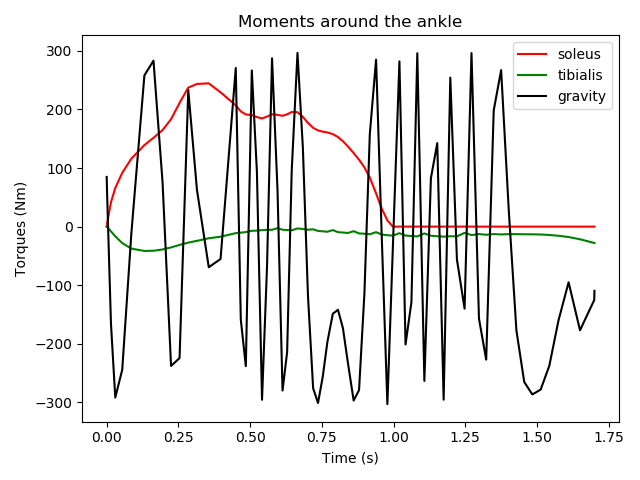 Moments around the ankle
300
200
100
0
−100
−200
−300
Torques (Nm)
soleus
tibialis
gravity
0.00 0.25 0.50 0.75 1.00 1.25 1.50 1.75
Time (s)